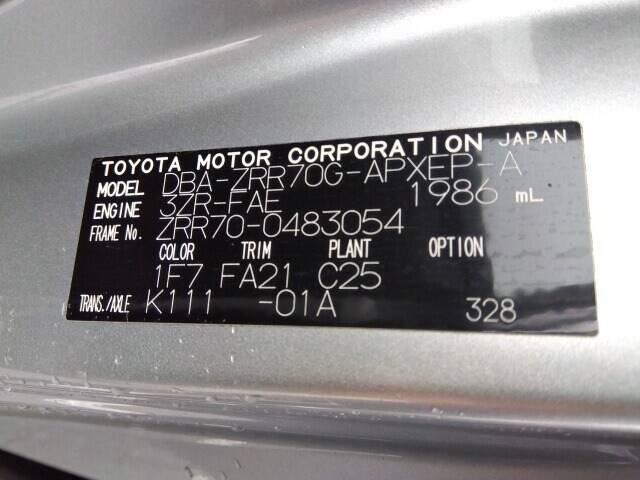 TOYOTA MOTOR CORPORATION JAPAN
MODEL DBA-ZRR70G-APXEP-A
ENGINE 3ZR-FAE 1986 mL
FRAME No. ZRR70-0483054
COLOR TRIM PLANT OPTION
1F7 FA21 C25
TRANS./AXLE K111 -01A 328